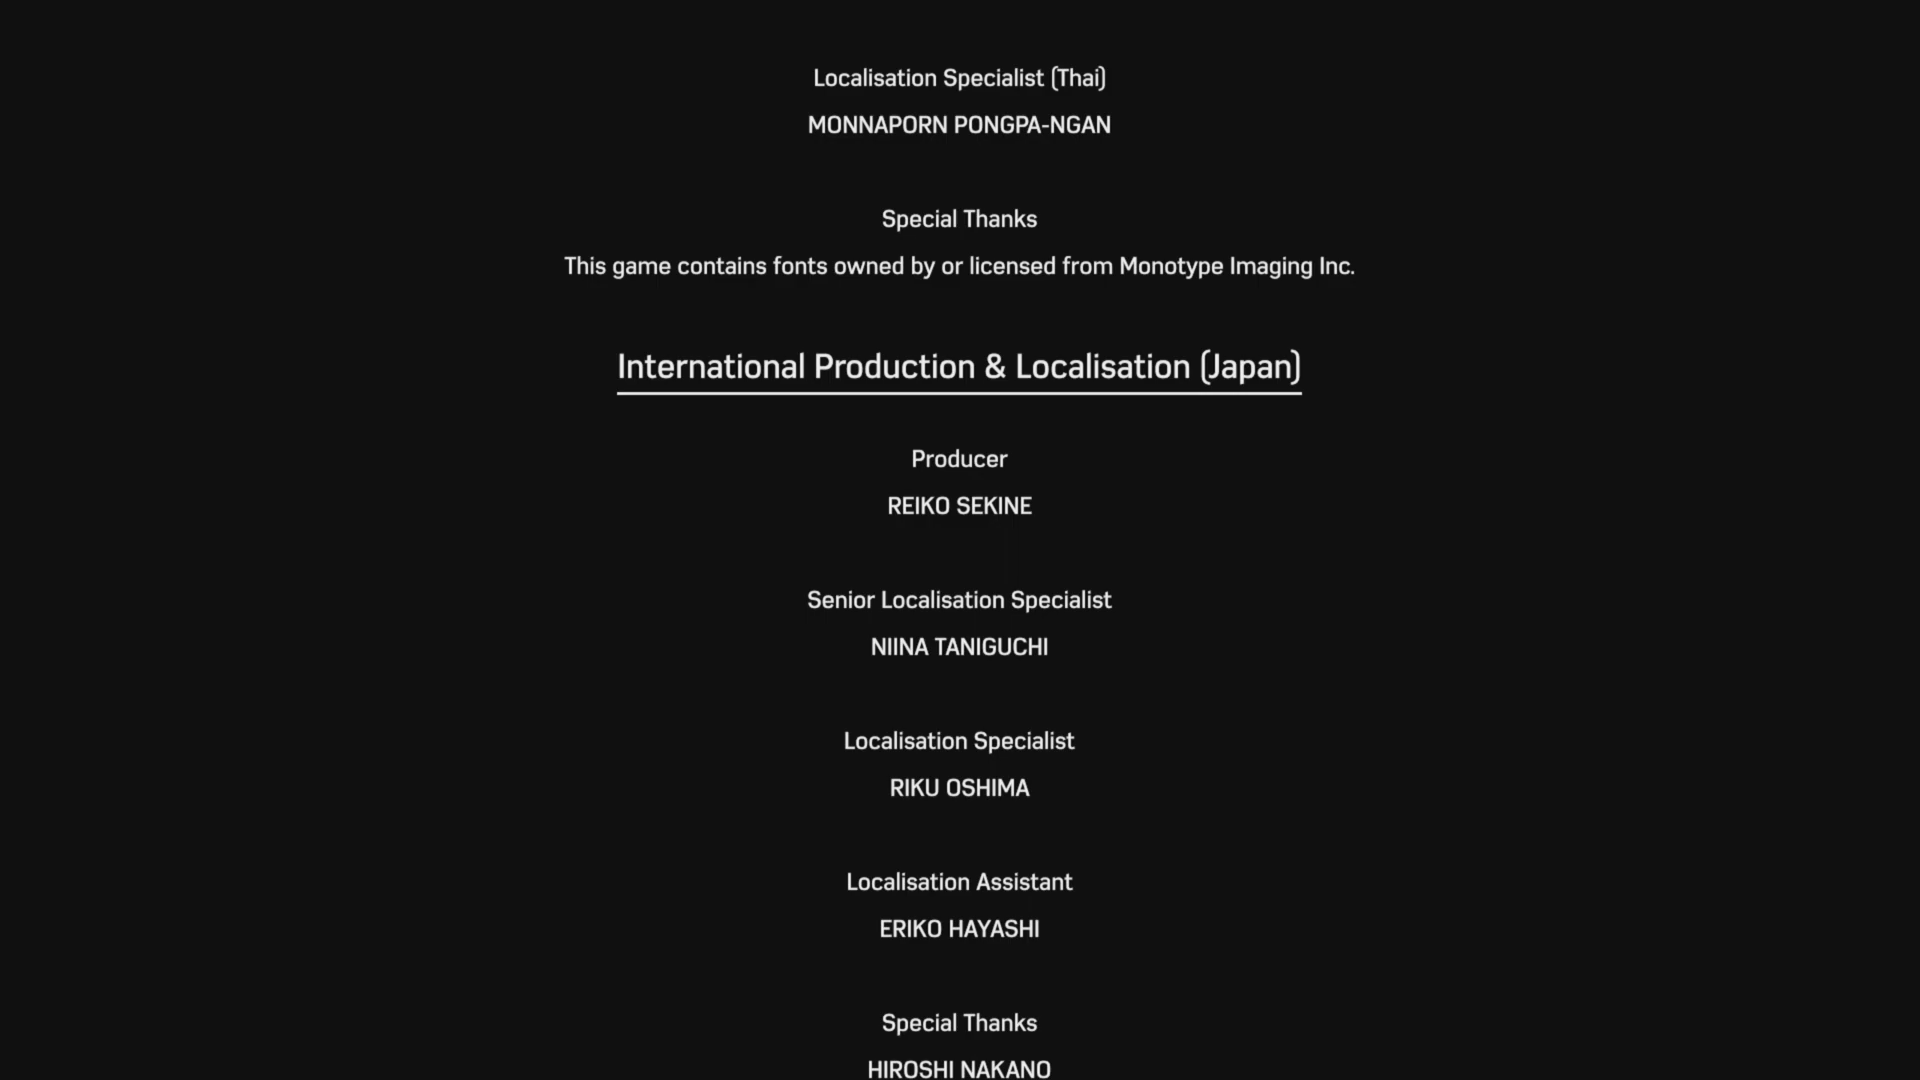 Localisation Specialist (Thai)
MONNAPORN PONGPA-NGAN
Special Thanks
This game contains fonts owned by or licensed from Monotype Imaging Inc.
International Production & Localisation (Japan)
Producer
REIKO SEKINE
Senior Localisation Specialist
NIINA TANIGUCHI
Localisation Specialist
RIKU OSHIMA
Localisation Assistant
ERIKO HAYASHI
Special Thanks
HIROSHI NAKANO